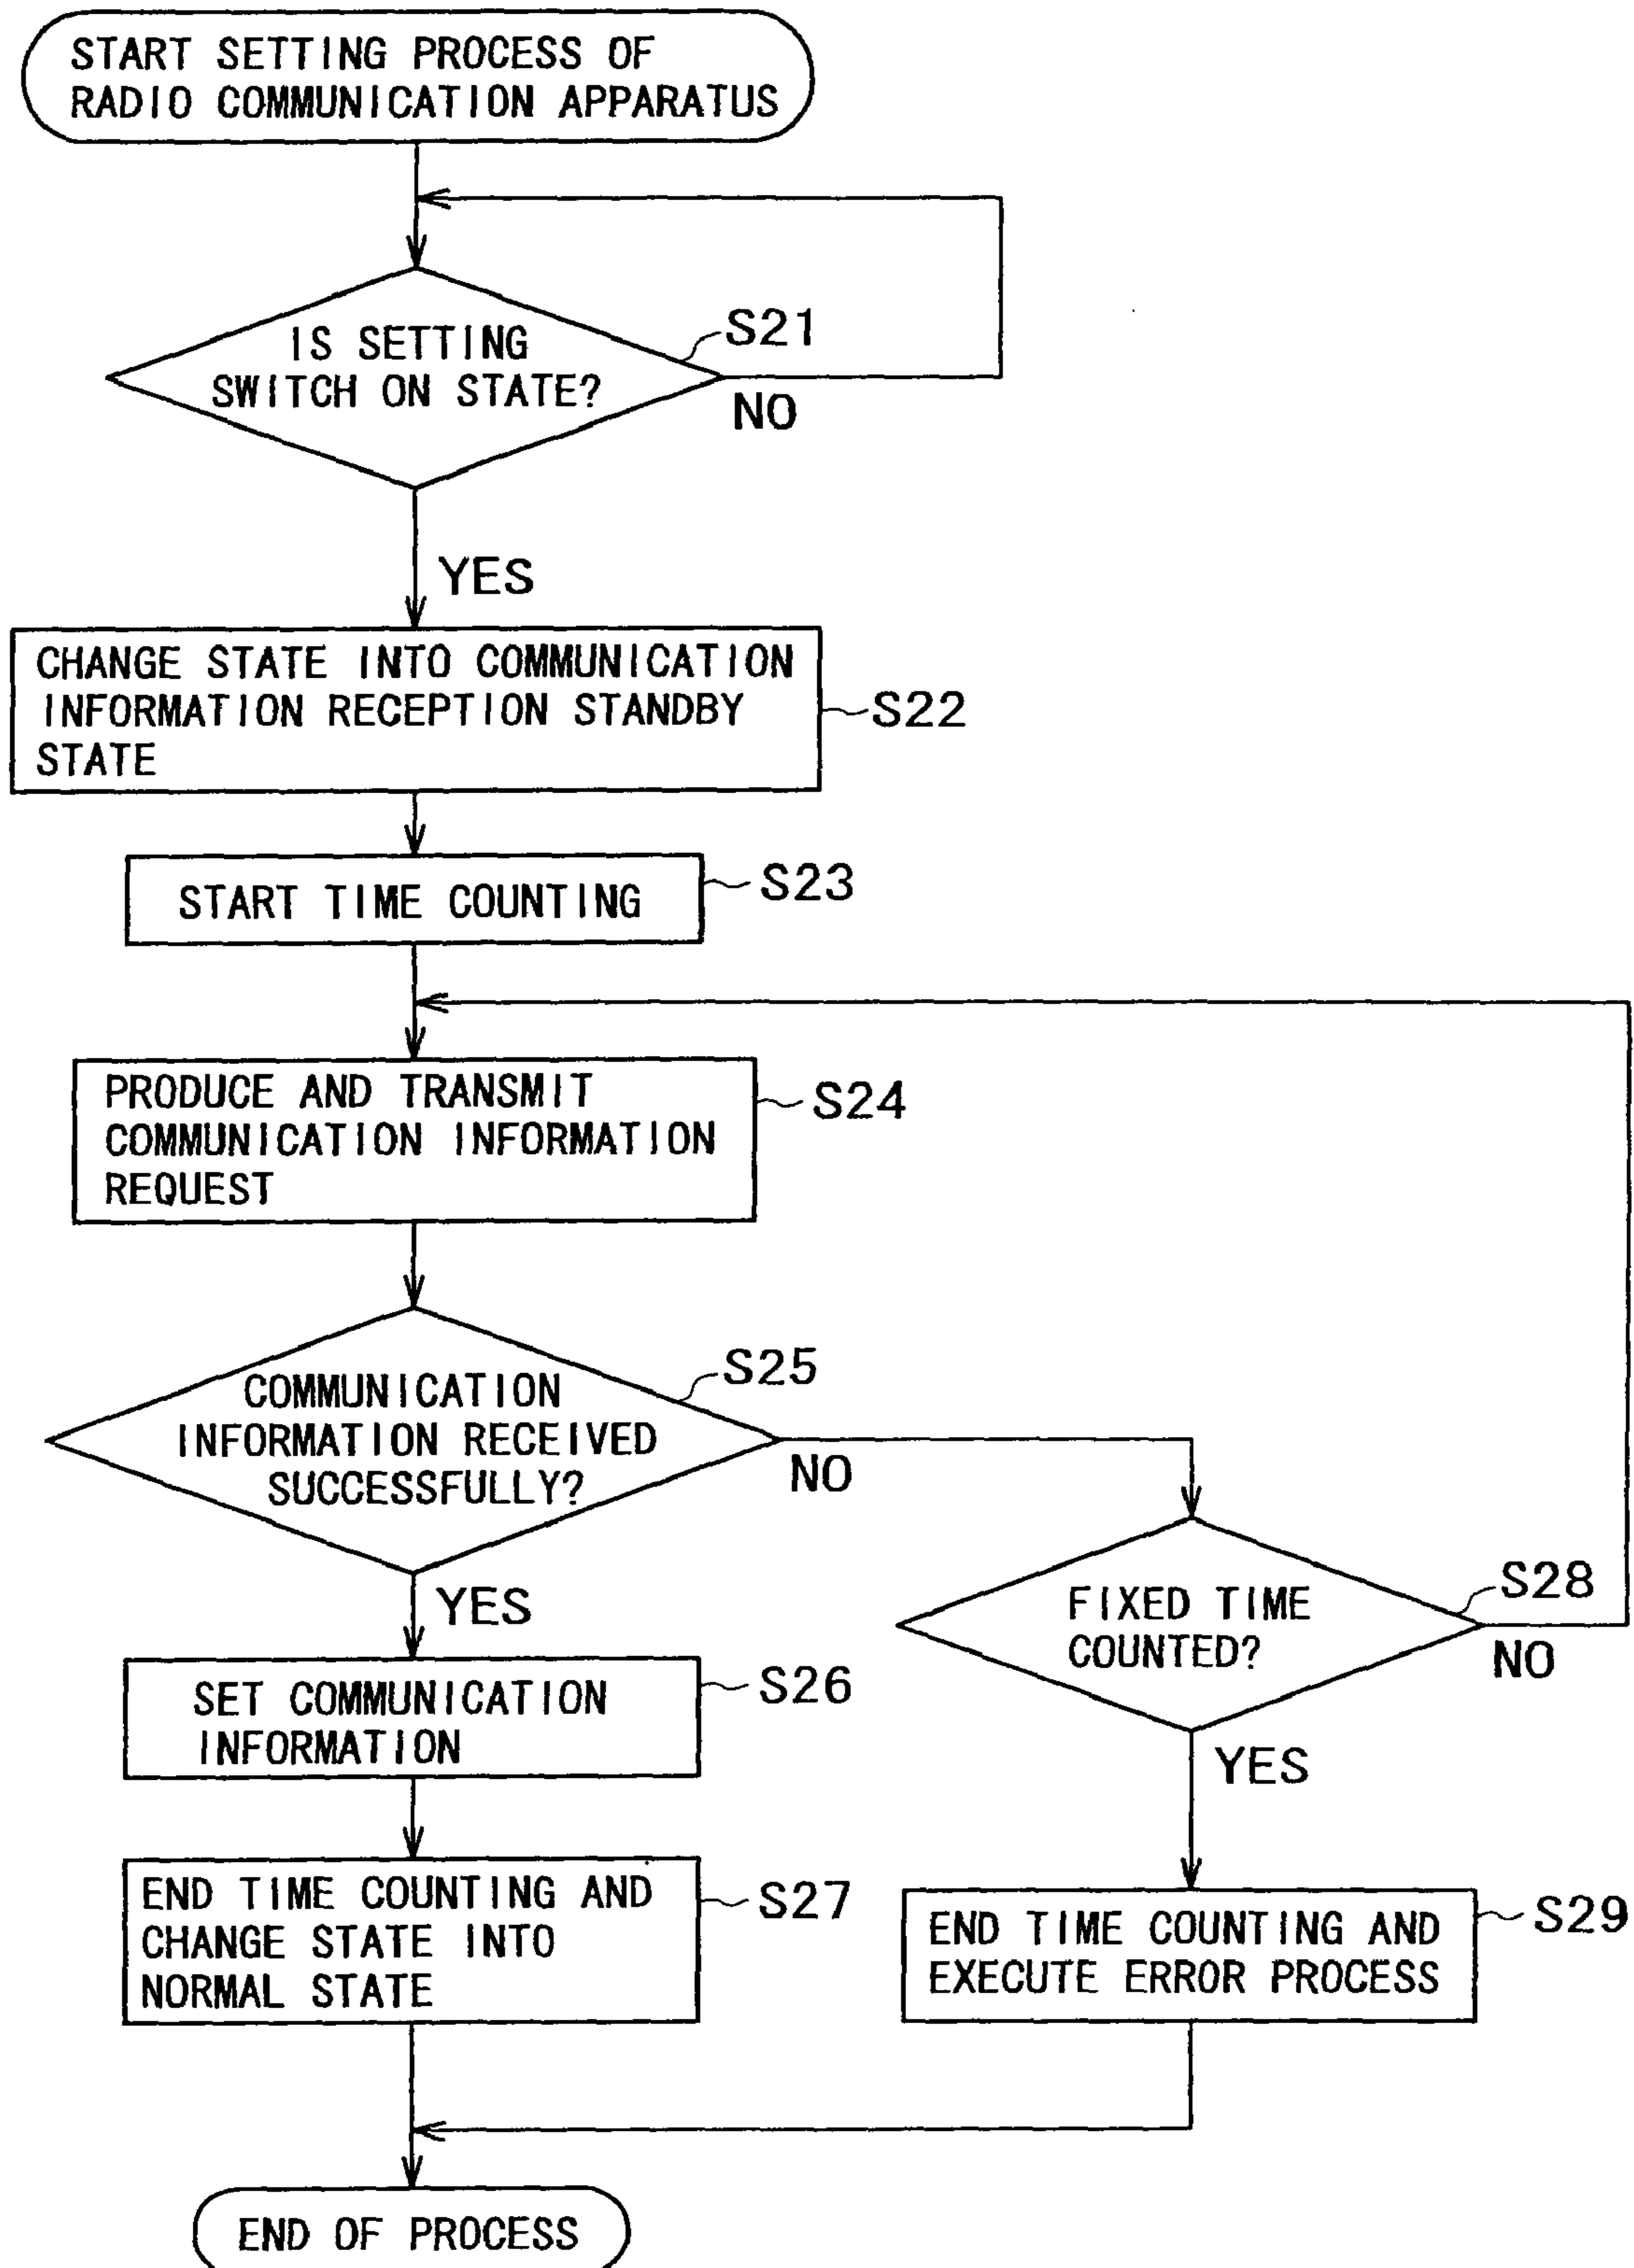 START SETTING PROCESS OF
RADIO COMMUNICATION APPARATUS
IS SETTING
SWITCH ON STATE?
S21
NO
YES
CHANGE STATE INTO COMMUNICATION
INFORMATION RECEPTION STANDBY
STATE
S22
START TIME COUNTING
S23
PRODUCE AND TRANSMIT
COMMUNICATION INFORMATION
REQUEST
S24
COMMUNICATION
INFORMATION RECEIVED
SUCCESSFULLY?
S25
NO
YES
FIXED TIME
COUNTED?
S28
NO
YES
SET COMMUNICATION
INFORMATION
S26
END TIME COUNTING AND
CHANGE STATE INTO
NORMAL STATE
S27
END TIME COUNTING AND
EXECUTE ERROR PROCESS
S29
END OF PROCESS